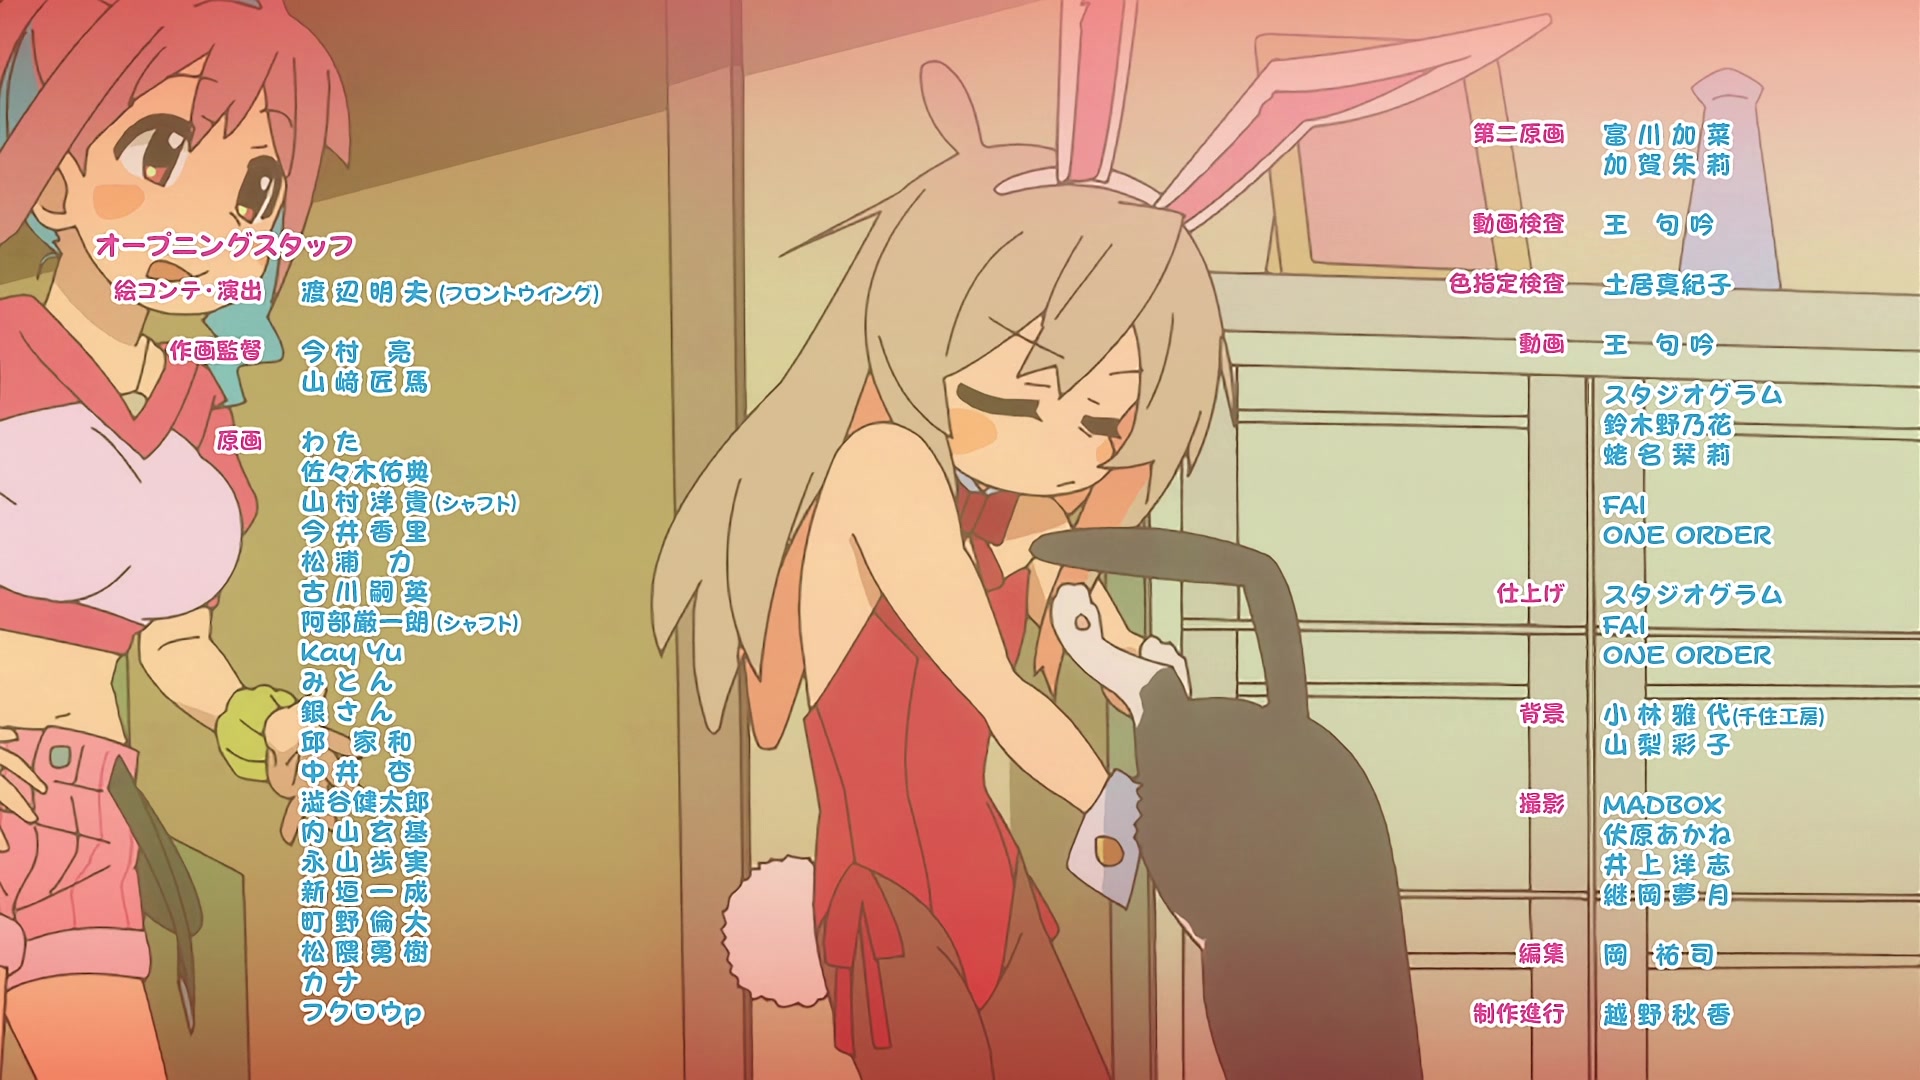 オープニングスタッフ
絵コンテ・演出 渡辺明夫(フロントウイング)
作画監督 今村 亮
山﨑匠馬
原画 わた
佐々木佑典
山村洋貴(シャフト)
今井香里
松浦 力
古川嗣英
阿部厳一朗(シャフト)
Kay Yu
みとん
銀さん
邱 家和
中井 杏
澁谷健太郎
内山玄基
永山歩実
新垣一成
町野倫大
松隈勇樹
カナ
フクロウp
第二原画 富川加菜
加賀朱莉
動画検査 王 句吟
色指定検査 土居真紀子
動画 王 句吟
スタジオグラム
鈴木野乃花
蛯名栞莉
FAI
ONE ORDER
仕上げ スタジオグラム
FAI
ONE ORDER
背景 小林雅代(千住工房)
山梨彩子
撮影 MADBOX
伏原あかね
井上洋志
継岡夢月
編集 岡 祐司
制作進行 越野秋香